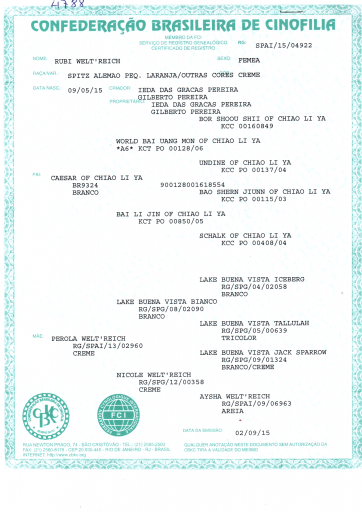 4788
CONFEDERAÇÃO BRASILEIRA DE CINOFILIA
MEMBRO DA FCI
SERVIÇO DE REGISTRO GENEALÓGICO
CERTIFICADO DE REGISTRO
NO. SPAI/15/04922
NOME RUBI WELT'REICH SEXO FEMEA
RAÇA/VAR. SPITZ ALEMAO PEQ. LARANJA/OUTRAS CORES CREME
DATA NASC. 09/05/15 CRIADOR IEDA DAS GRACAS PEREIRA
GILBERTO PEREIRA
PROPRIETÁRIO IEDA DAS GRACAS PEREIRA
GILBERTO PEREIRA
BOR SHOOU SHII OF CHIAO LI YA
KCC 00160849
WORLD BAI UANG MON OF CHIAO LI YA
*A6* KCT PO 00128/06
UNDINE OF CHIAO LI YA
KCC PO 00137/04
PAI
CAESAR OF CHIAO LI YA
BR9324 900128001618554
BRANCO BAO SHERN JIUNN OF CHIAO LI YA
KCC PO 00115/03
BAI LI JIN OF CHIAO LI YA
KCT PO 00850/05
SCHALK OF CHIAO LI YA
KCC PO 00408/04
LAKE BUENA VISTA ICEBERG
RG/SPG/04/02058
BRANCO
LAKE BUENA VISTA BIANCO
RG/SPG/08/02090
BRANCO
LAKE BUENA VISTA TALLULAH
RG/SPG/05/00639
TRICOLOR
MÃE PEROLA WELT'REICH
RG/SPAI/13/02960
CREME
LAKE BUENA VISTA JACK SPARROW
RG/SPG/09/01324
BRANCO/CREME
NICOLE WELT'REICH
RG/SPG/12/00358
CREME
AYSHA WELT'REICH
RG/SPAI/09/06963
AREIA
CBKC
FCI
DATA DA EMISSÃO 02/09/15
RUA NEWTON PRADO, 74 - SÃO CRISTÓVÃO - TEL.: (21)
RIO DE JANEIRO - RJ - BRASIL
INTERNET: http://www.cbkc.org
QUALQUER ANOTAÇÃO NESTE DOCUMENTO SEM AUTORIZAÇÃO DA
CBKC TIRA A VALIDADE DO MESMO